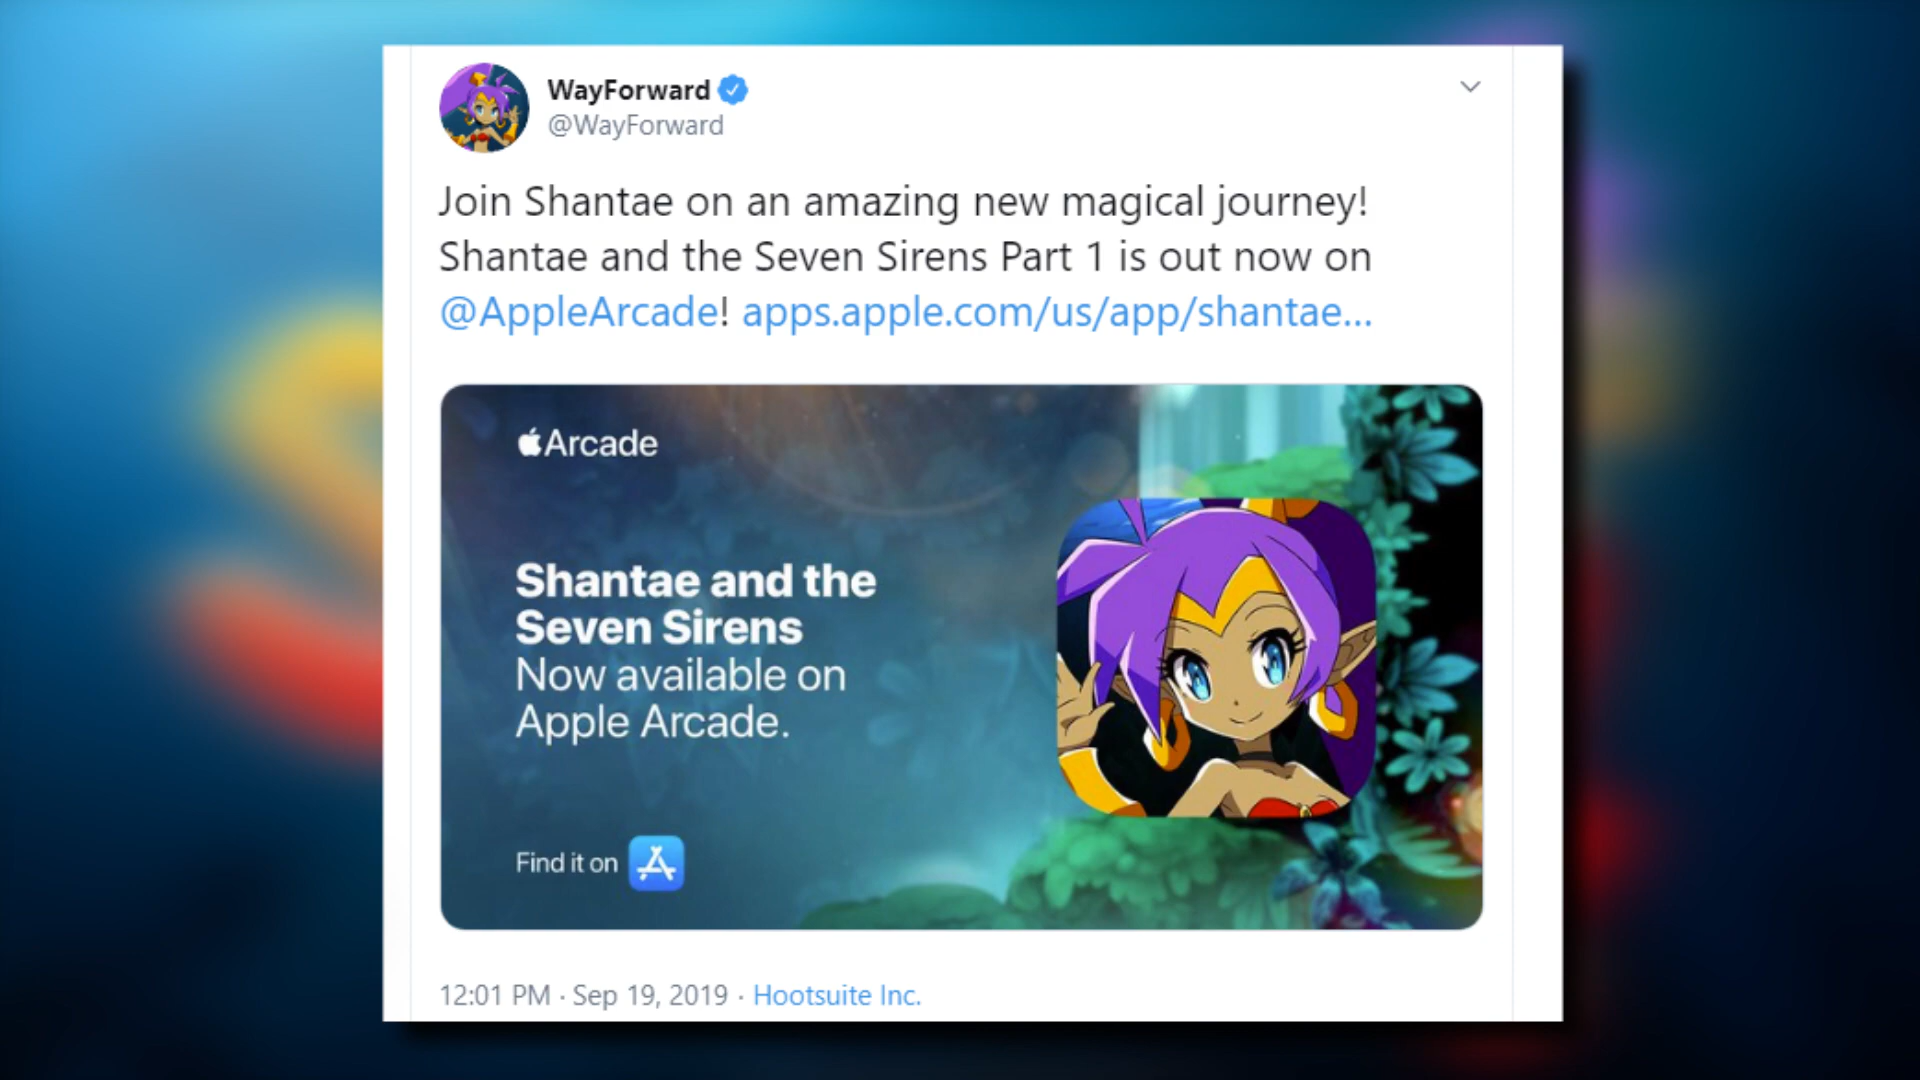 WayForward
@WayForward
Join Shantae on an amazing new magical journey!
Shantae and the Seven Sirens Part 1 is out now on
@AppleArcade! apps.apple.com/us/app/shantae...
Arcade
Shantae and the
Seven Sirens
Now available on
Apple Arcade.
Find it on
12:01 PM · Sep 19, 2019 · Hootsuite Inc.